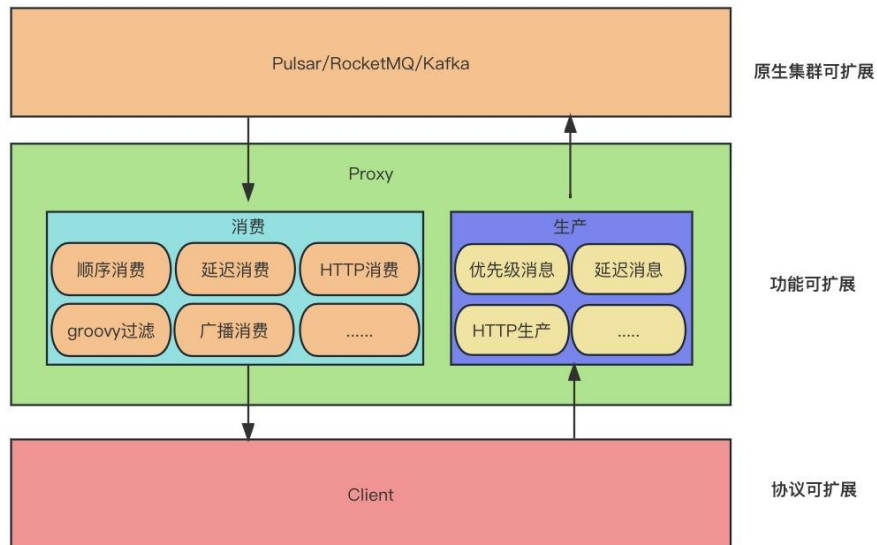 Pulsar/RocketMQ/Kafka
原生集群可扩展
Proxy
消费
生产
顺序消费
延迟消费
HTTP消费
优先级消息
延迟消息
功能可扩展
groovy过滤
广播消费
......
HTTP生产
.....
Client
协议可扩展